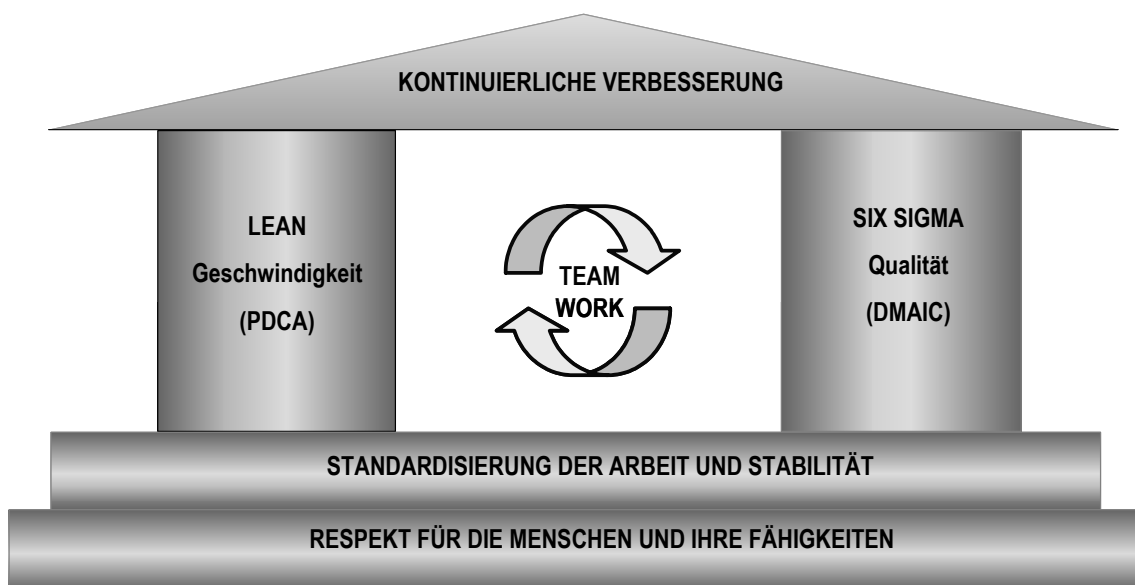 KONTINUIERLICHE VERBESSERUNG
LEAN
Geschwindigkeit
(PDCA)
TEAM
WORK
SIX SIGMA
Qualität
(DMAIC)
STANDARDISIERUNG DER ARBEIT UND STABILITÄT
RESPEKT FÜR DIE MENSCHEN UND IHRE FÄHIGKEITEN